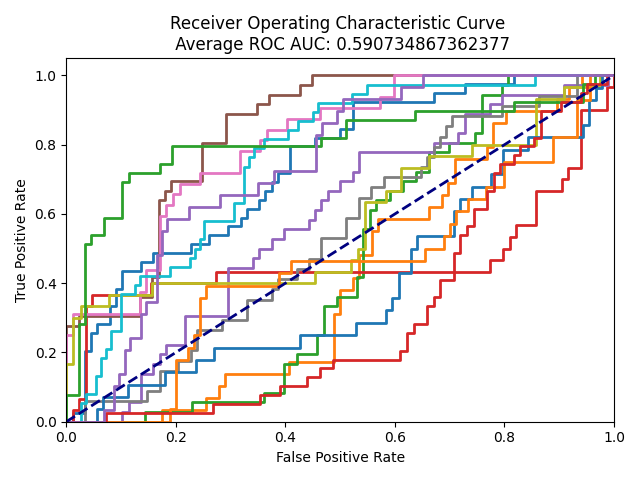 Receiver Operating Characteristic Curve
Average ROC AUC: 0.590734867362377
True Positive Rate
1.0
0.8
0.6
0.4
0.2
0.0
0.0 0.2 0.4 0.6 0.8 1.0
False Positive Rate